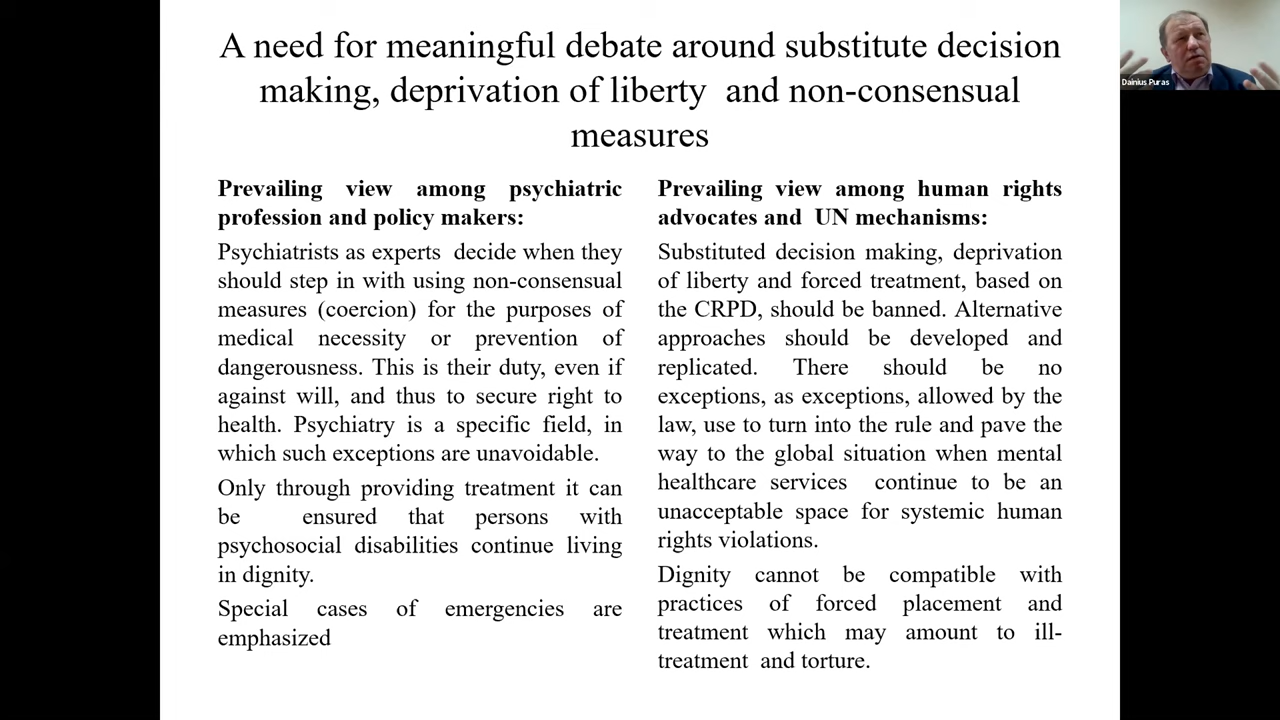 A need for meaningful debate around substitute decision
making, deprivation of liberty and non-consensual
measures
Prevailing view among psychiatric
profession and policy makers:
Psychiatrists as experts decide when they
should step in with using non-consensual
measures (coercion) for the purposes of
medical necessity or prevention of
dangerousness. This is their duty, even if
against will, and thus to secure right to
health. Psychiatry is a specific field, in
which such exceptions are unavoidable.
Only through providing treatment it can
be ensured that persons with
psychosocial disabilities continue living
in dignity.
Special cases of emergencies are
emphasized
Prevailing view among human rights
advocates and UN mechanisms:
Substituted decision making, deprivation
of liberty and forced treatment, based on
the CRPD, should be banned. Alternative
approaches should be developed and
replicated. There should be no
exceptions, as exceptions, allowed by the
law, use to turn into the rule and pave the
way to the global situation when mental
healthcare services continue to be an
unacceptable space for systemic human
rights violations.
Dignity cannot be compatible with
practices of forced placement and
treatment which may amount to ill-
treatment and torture.
Dainius Puras